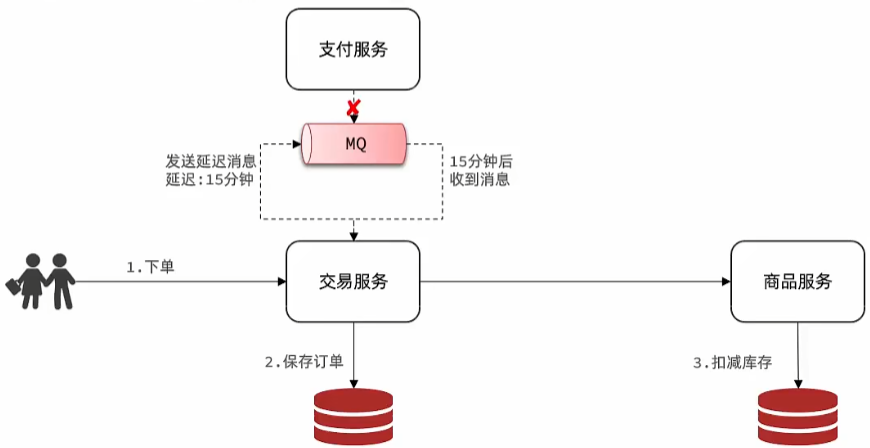 支付服务
MQ
发送延迟消息
延迟:15分钟
15分钟后
收到消息
1.下单
交易服务
商品服务
2.保存订单
3.扣减库存